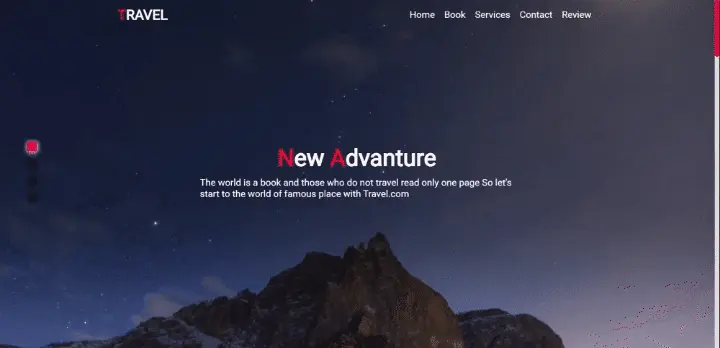 TRAVEL
Home Book Services Contact Review
New Advanture
The world is a book and those who do not travel read only one page So let's
start to the world of famous place with Travel.com